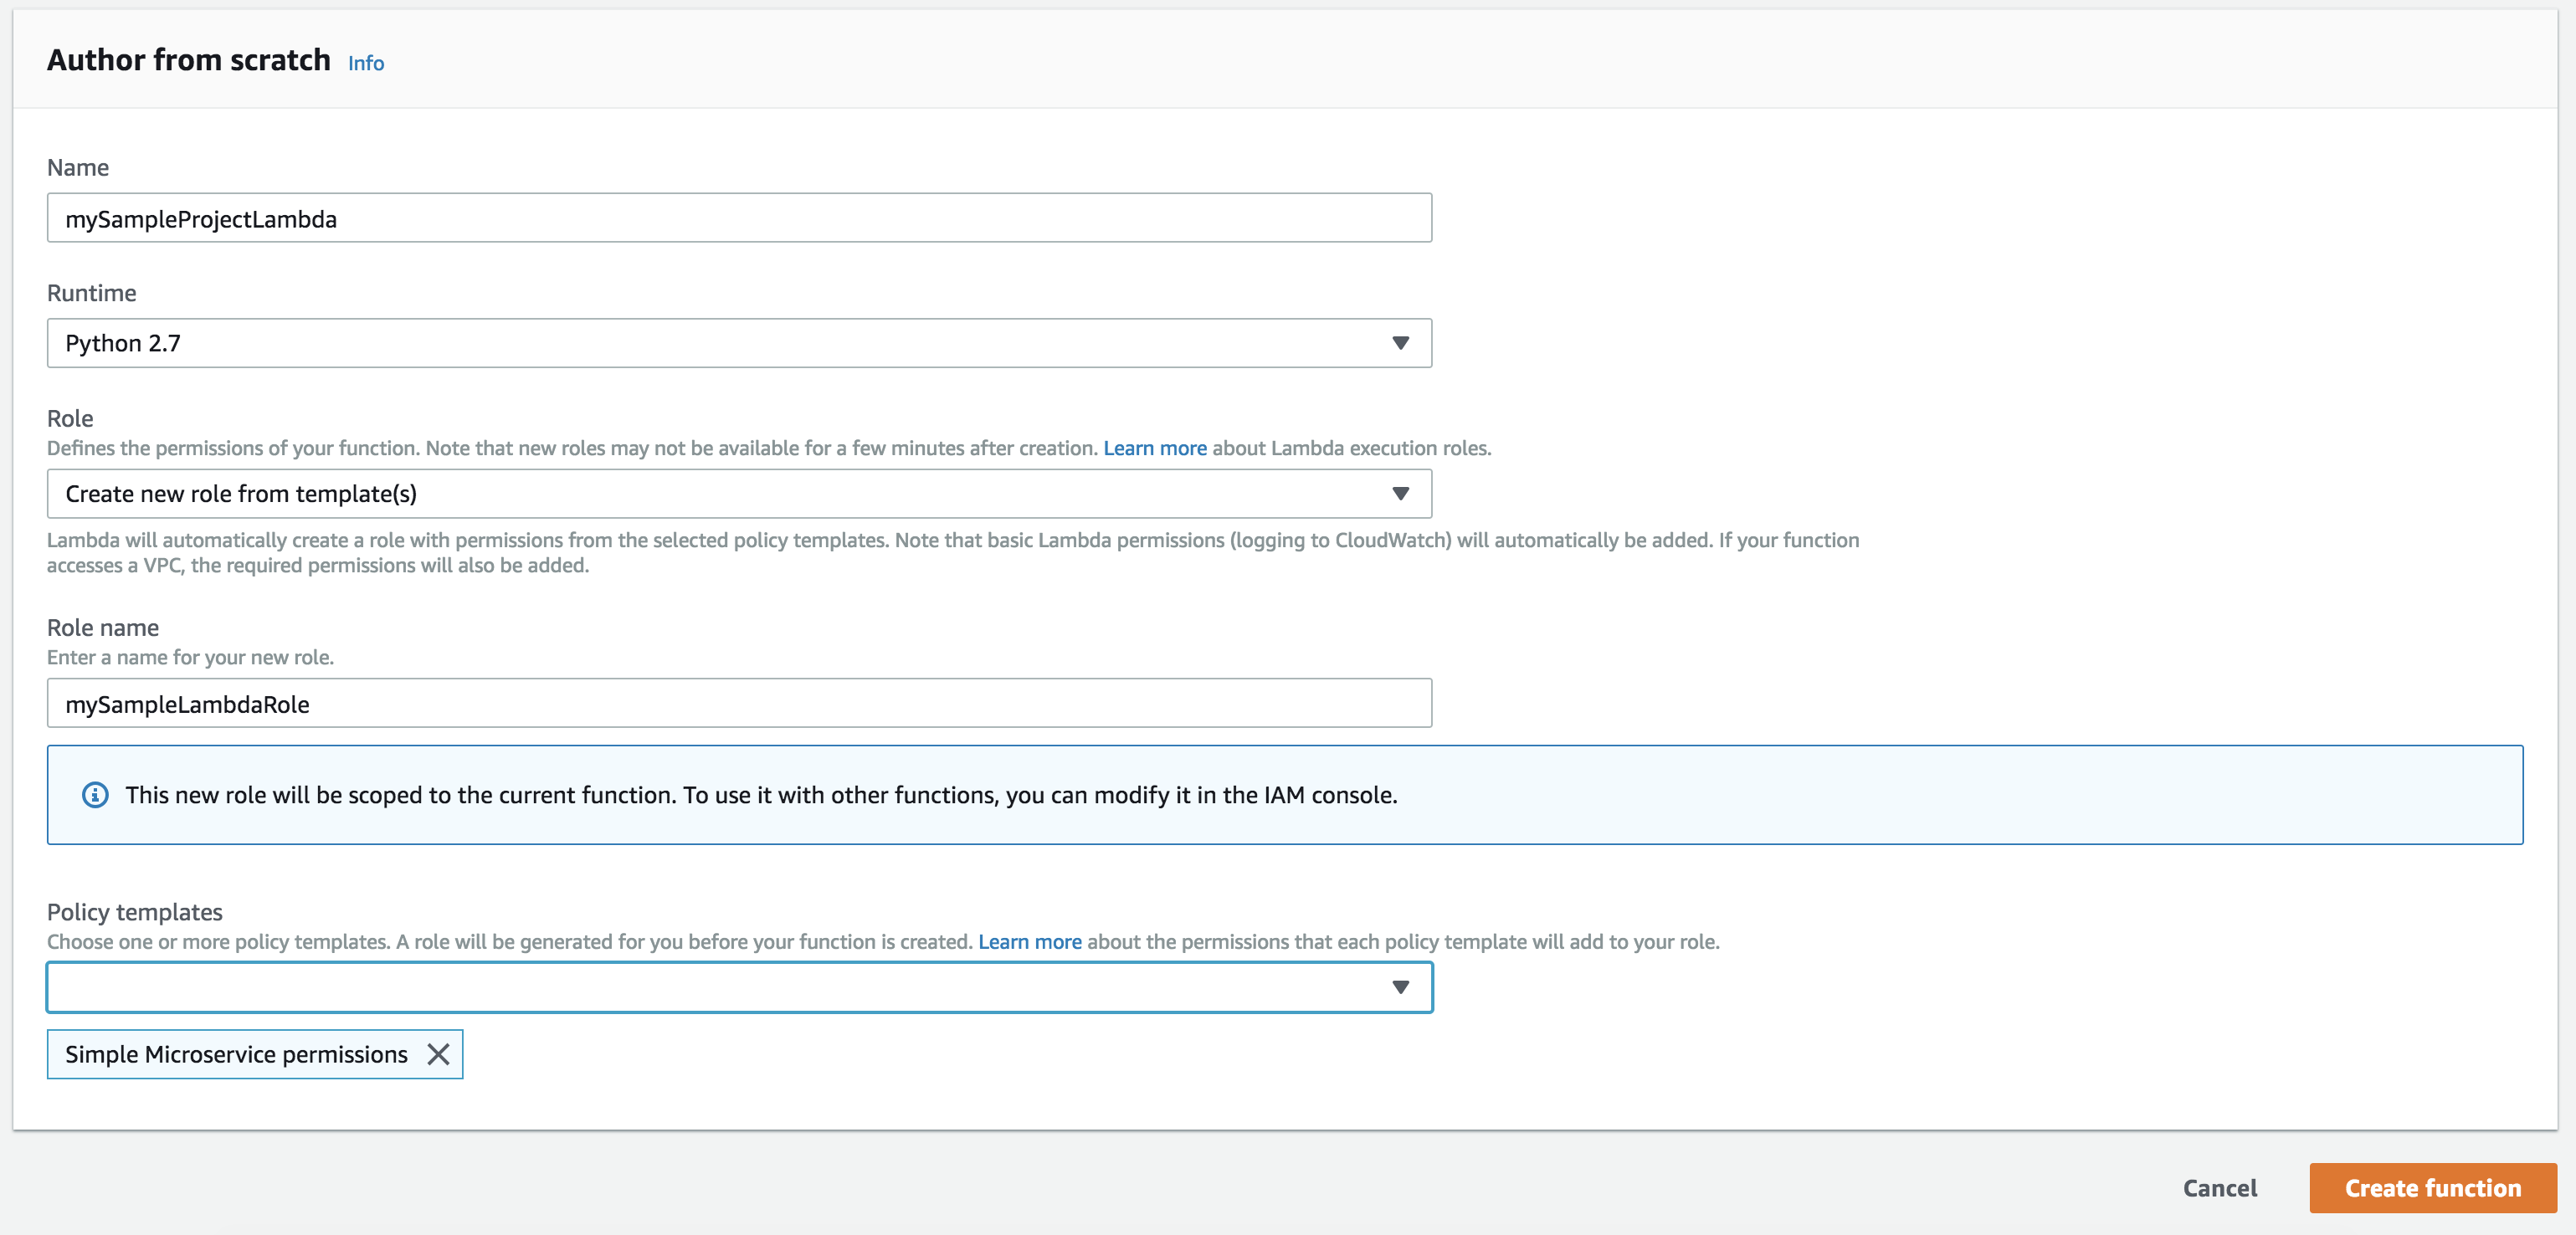 Author from scratch Info
Name
mySampleProjectLambda
Runtime
Python 2.7
Role
Defines the permissions of your function. Note that new roles may not be available for a few minutes after creation. Learn more about Lambda execution roles.
Create new role from template(s)
Lambda will automatically create a role with permissions from the selected policy templates. Note that basic Lambda permissions (logging to CloudWatch) will automatically be added. If your function
accesses a VPC, the required permissions will also be added.
Role name
Enter a name for your new role.
mySampleLambdaRole
This new role will be scoped to the current function. To use it with other functions, you can modify it in the IAM console.
Policy templates
Choose one or more policy templates. A role will be generated for you before your function is created. Learn more about the permissions that each policy template will add to your role.
Simple Microservice permissions
Cancel Create function